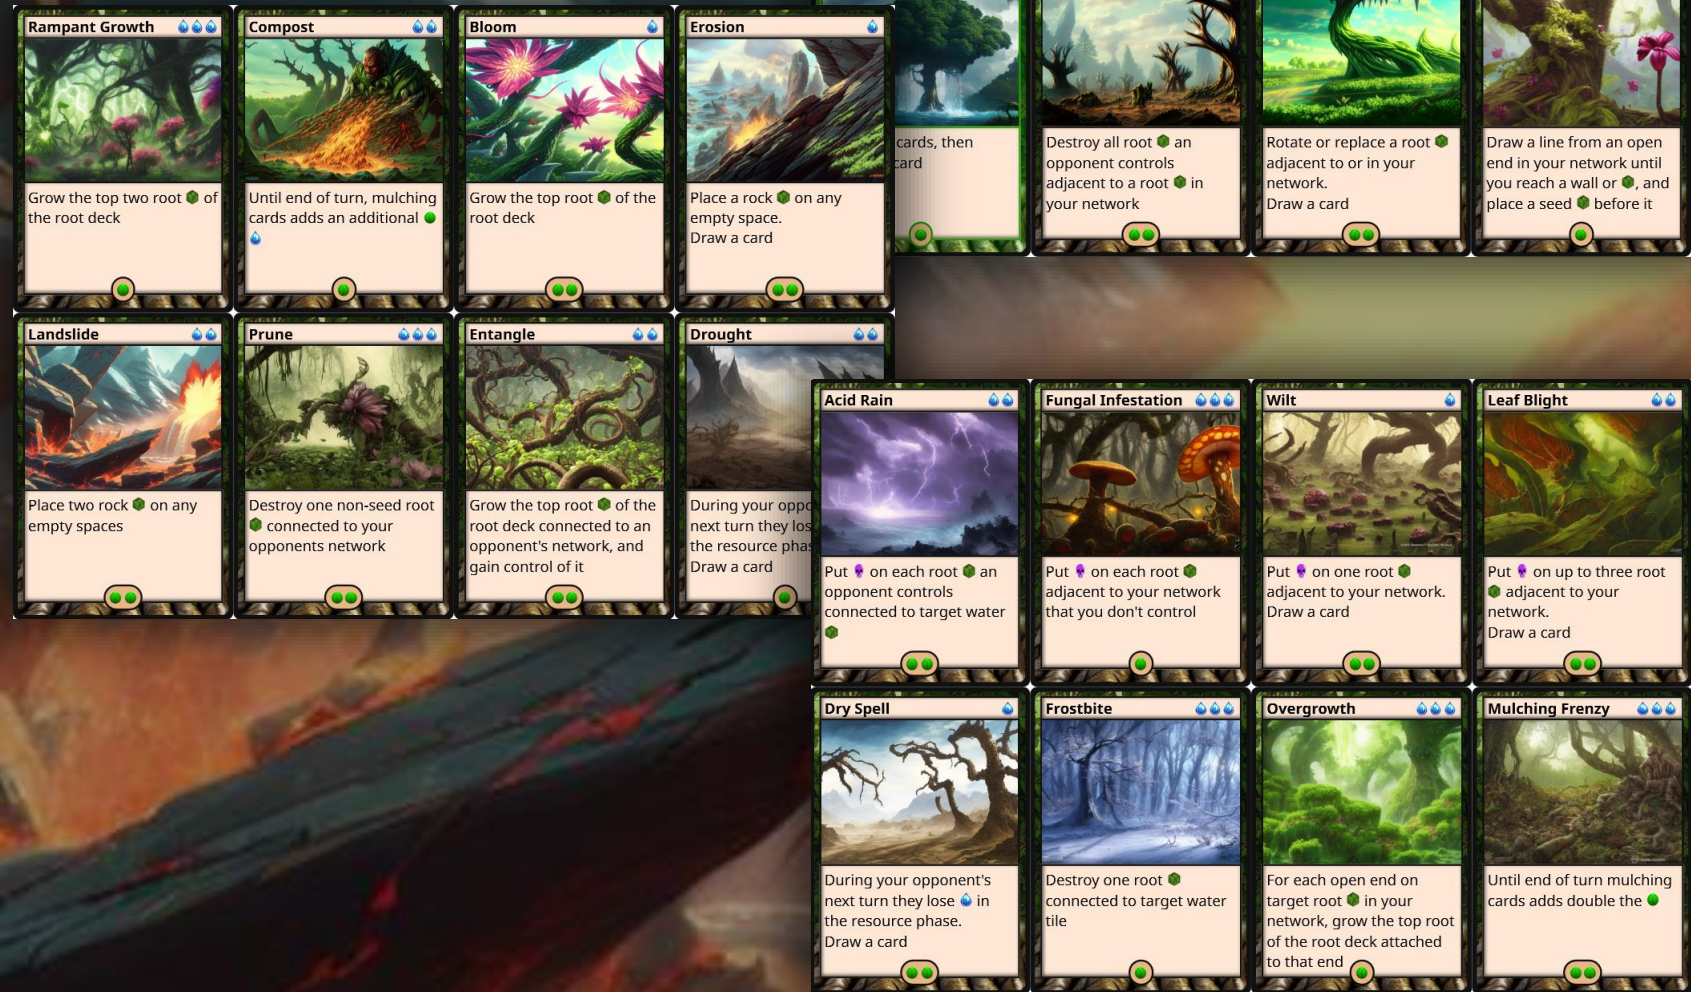 Rampant Growth
Grow the top two root of
the root deck
Compost
Until end of turn, mulching
cards adds an additional
Bloom
Grow the top root of the
root deck
Erosion
Place a rock on any
empty space.
Draw a card
cards, then
card
Destroy all root an
opponent controls
adjacent to a root in
your network
Rotate or replace a root
adjacent to or in your
network.
Draw a card
Draw a line from an open
end in your network until
you reach a wall or , and
place a seed before it
Landslide
Place two rock on any
empty spaces
Prune
Destroy one non-seed root
connected to your
opponents network
Entangle
Grow the top root of the
root deck connected to an
opponent's network, and
gain control of it
Drought
During your
next turn they
the resource
Draw a card
Acid Rain
Put on each root an
opponent controls
connected to target water
Fungal Infestation
Put on each root
adjacent to your network
that you don't control
Wilt
Put on one root
adjacent to your network.
Draw a card
Leaf Blight
Put on up to three root
adjacent to your
network.
Draw a card
Dry Spell
During your opponent's
next turn they lose in
the resource phase.
Draw a card
Frostbite
Destroy one root
connected to target water
tile
Overgrowth
For each open end on
target root in your
network, grow the top root
of the root deck attached
to that end
Mulching Frenzy
Until end of turn mulching
cards adds double the